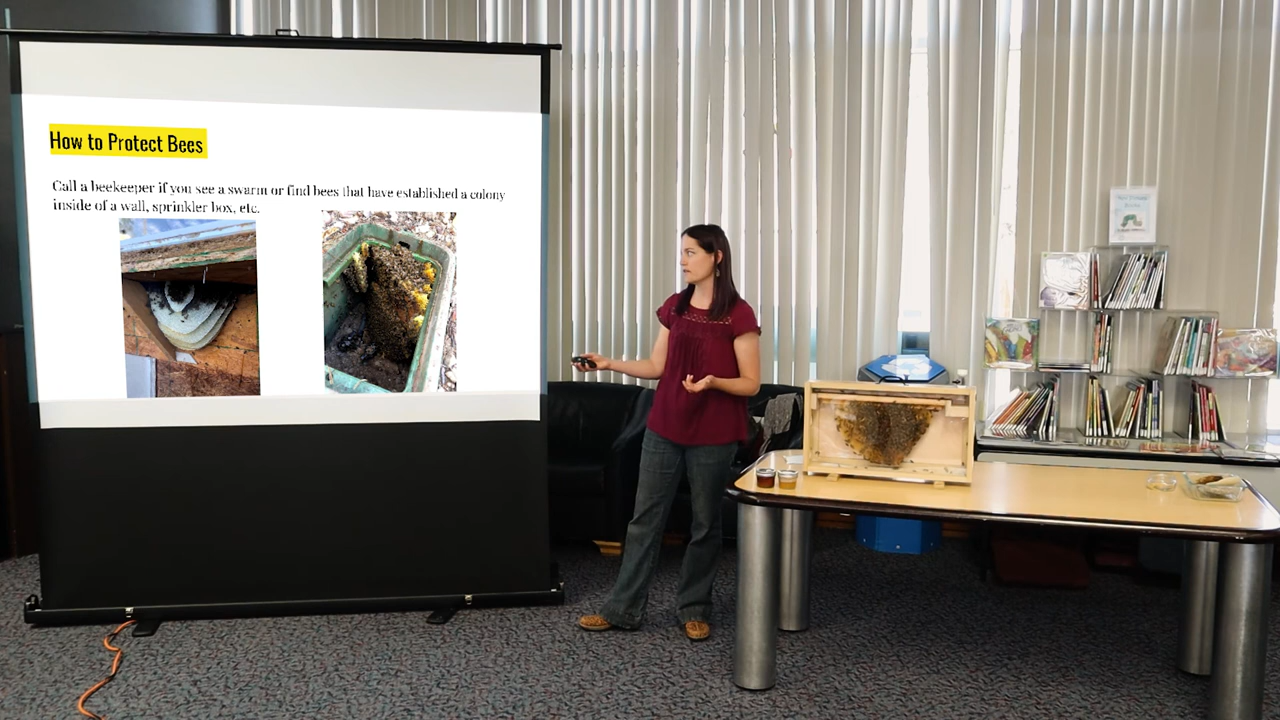 How to Protect Bees
Call a beekeeper if you see a swarm or find bees that have established a colony
inside of a wall, sprinkler box, etc.